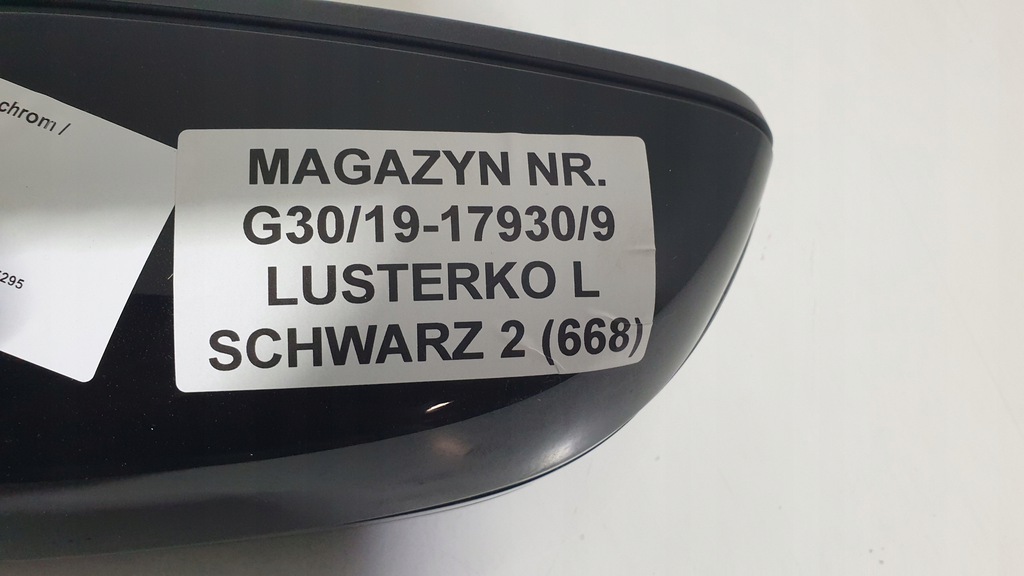 chrom /
295
MAGAZYN NR.
G30/19-17930/9
LUSTERKO L
SCHWARZ 2 (668)